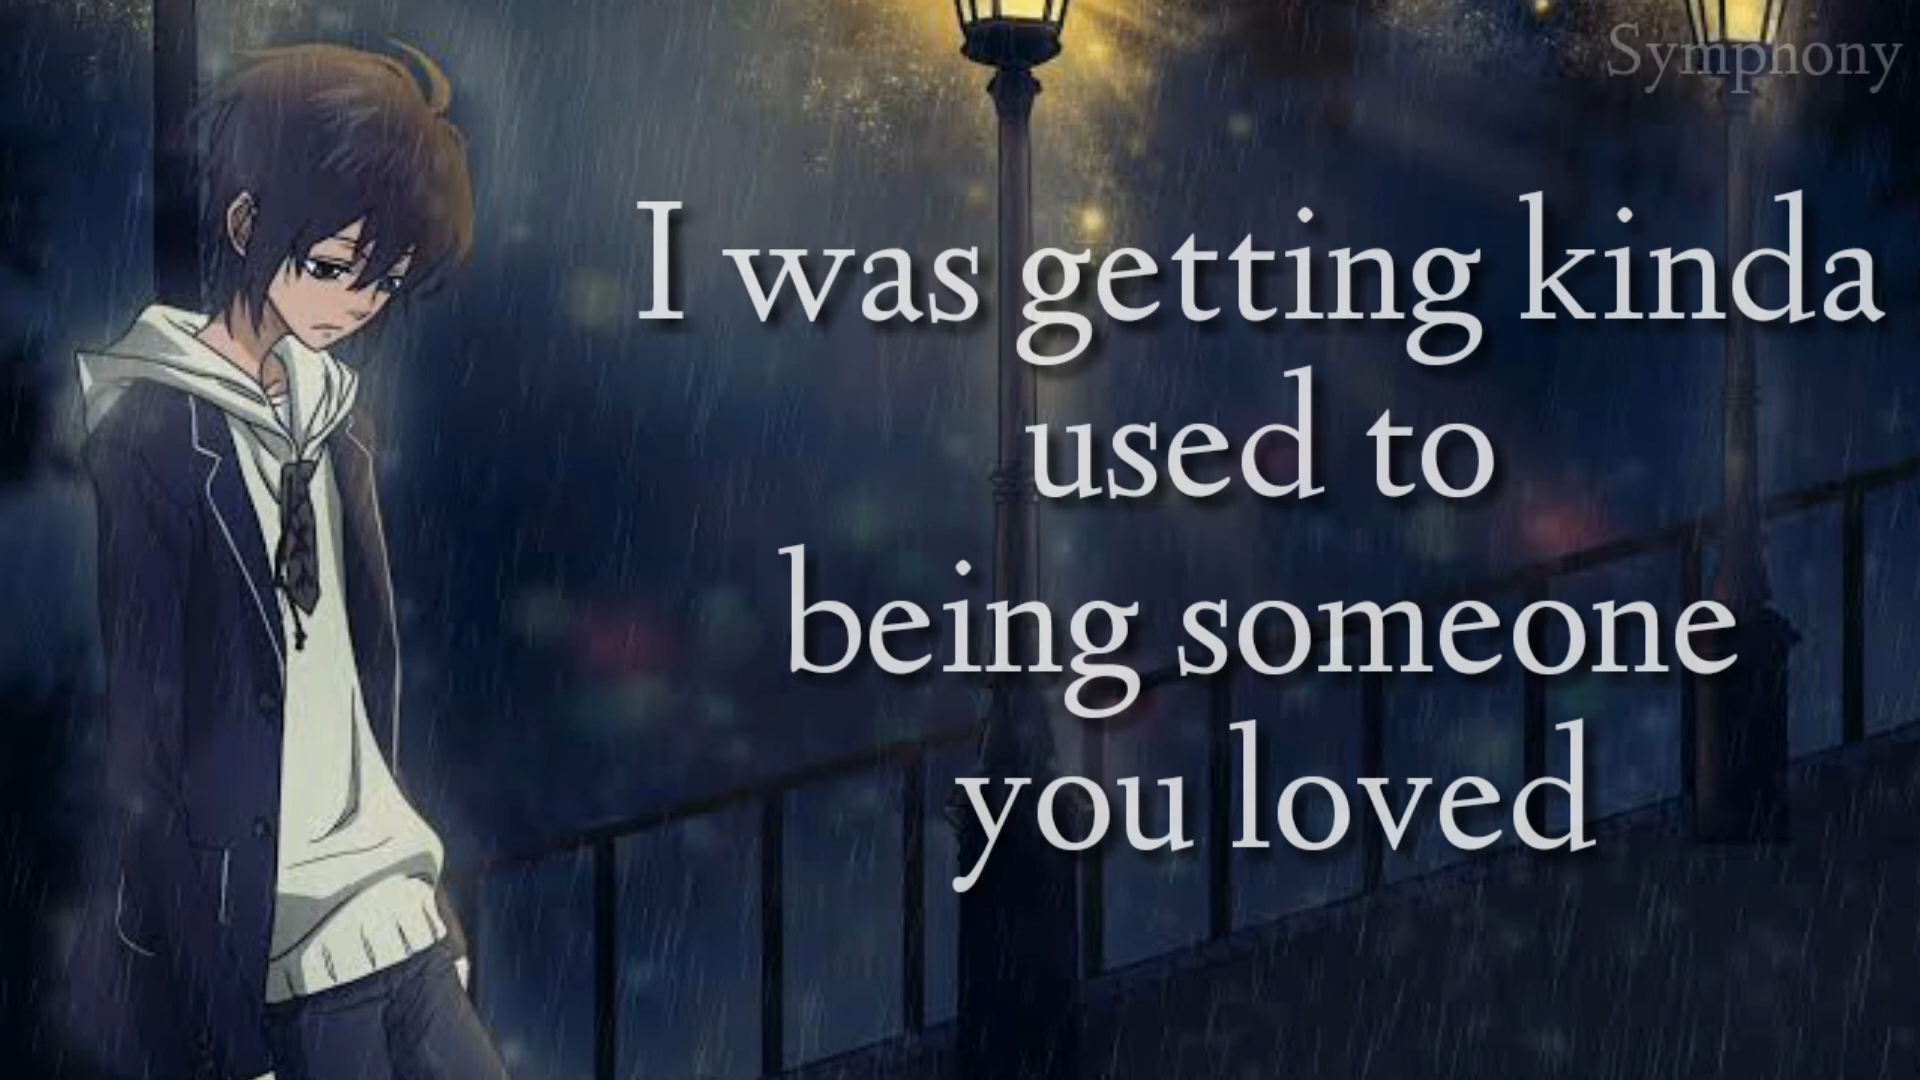 Symphony
I was getting kinda
used to
being someone
you loved